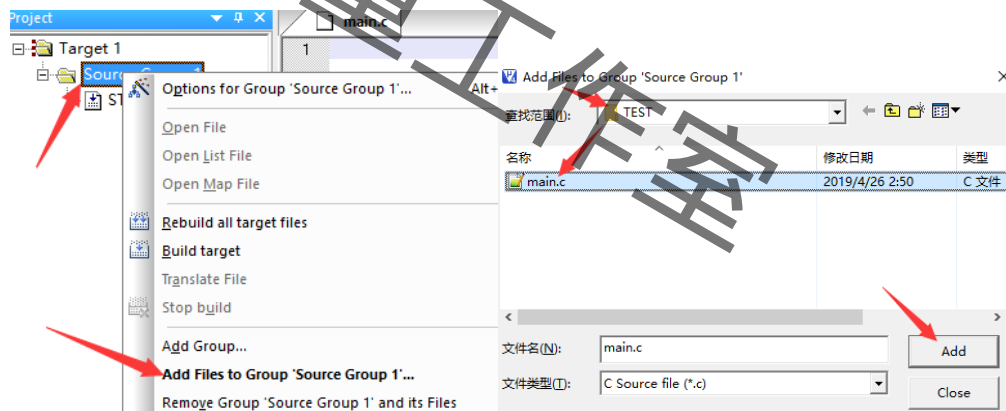 Project
main.c
Target 1
1
Source Group 1
Options for Group 'Source Group 1'... Alt+
Open File
Open List File
Open Map File
Rebuild all target files
Build target
Translate File
Stop build
Add Group...
Add Files to Group 'Source Group 1'...
Remove Group 'Source Group 1' and its Files
Add Files to Group 'Source Group 1'
查找范围(I):
TEST
名称 修改日期 类型
main.c 2019/4/26 2:50 C 文件
文件名(N): main.c
Add
文件类型(T): C Source file (*.c)
Close
工作室